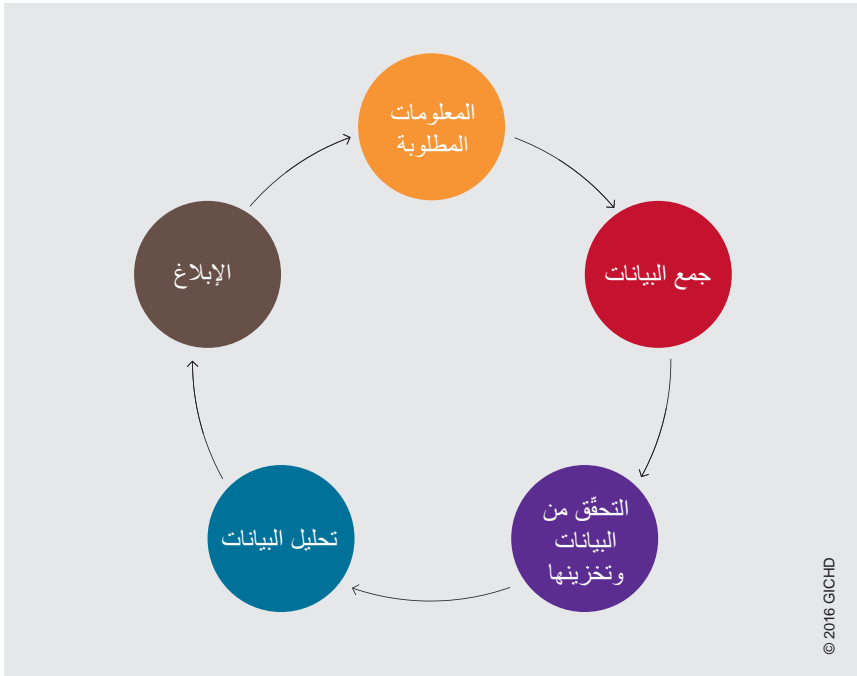 المعلومات
المطلوبة
جمع البيانات
التحقّق من
البيانات
وتخزينها
تحليل البيانات
الإبلاغ
© 2016 GICHD